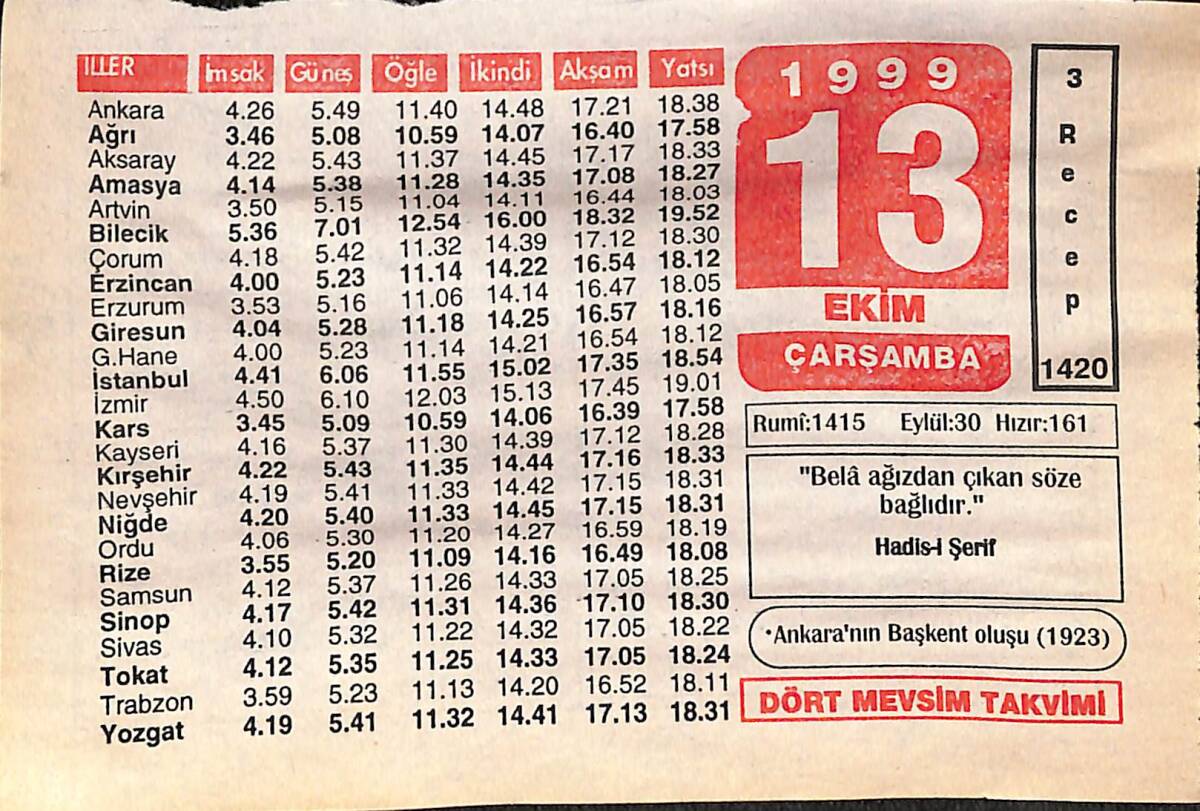 İLLER İmsak Güneş Öğle İkindi Akşam Yatsı
Ankara 4.26 5.49 11.40 14.48 17.21 18.38
Ağrı 3.46 5.08 10.59 14.07 16.40 17.58
Aksaray 4.22 5.43 11.37 14.45 17.17 18.33
Amasya 4.14 5.38 11.28 14.35 17.08 18.27
Artvin 3.50 5.15 11.04 14.11 16.44 18.03
Bilecik 5.36 7.01 12.54 16.00 18.32 19.52
Çorum 4.18 5.42 11.32 14.39 17.12 18.30
Erzincan 4.00 5.23 11.14 14.22 16.54 18.12
Erzurum 3.53 5.16 11.06 14.14 16.47 18.05
Giresun 4.04 5.28 11.18 14.25 16.57 18.16
G.Hane 4.00 5.23 11.14 14.21 16.54 18.12
İstanbul 4.41 6.06 11.55 15.02 17.35 18.54
İzmir 4.50 6.10 12.03 15.13 17.45 19.01
Kars 3.45 5.09 10.59 14.06 16.39 17.58
Kayseri 4.16 5.37 11.30 14.39 17.12 18.28
Kırşehir 4.22 5.43 11.35 14.44 17.16 18.33
Nevşehir 4.19 5.41 11.33 14.42 17.15 18.31
Niğde 4.20 5.40 11.33 14.45 17.15 18.31
Ordu 4.06 5.30 11.20 14.27 16.59 18.19
Rize 3.55 5.20 11.09 14.16 16.49 18.08
Samsun 4.12 5.37 11.26 14.33 17.05 18.25
Sinop 4.17 5.42 11.31 14.36 17.10 18.30
Sivas 4.10 5.32 11.22 14.32 17.05 18.22
Tokat 4.12 5.35 11.25 14.33 17.05 18.24
Trabzon 3.59 5.23 11.13 14.20 16.52 18.11
Yozgat 4.19 5.41 11.32 14.41 17.13 18.31
1999
13
EKİM
ÇARŞAMBA
3
Recep
1420
Rumî:1415 Eylül:30 Hızır:161
"Belâ ağızdan çıkan söze
bağlıdır."
Hadis-i Şerif
•Ankara'nın Başkent oluşu (1923)
DÖRT MEVSİM TAKVİMİ